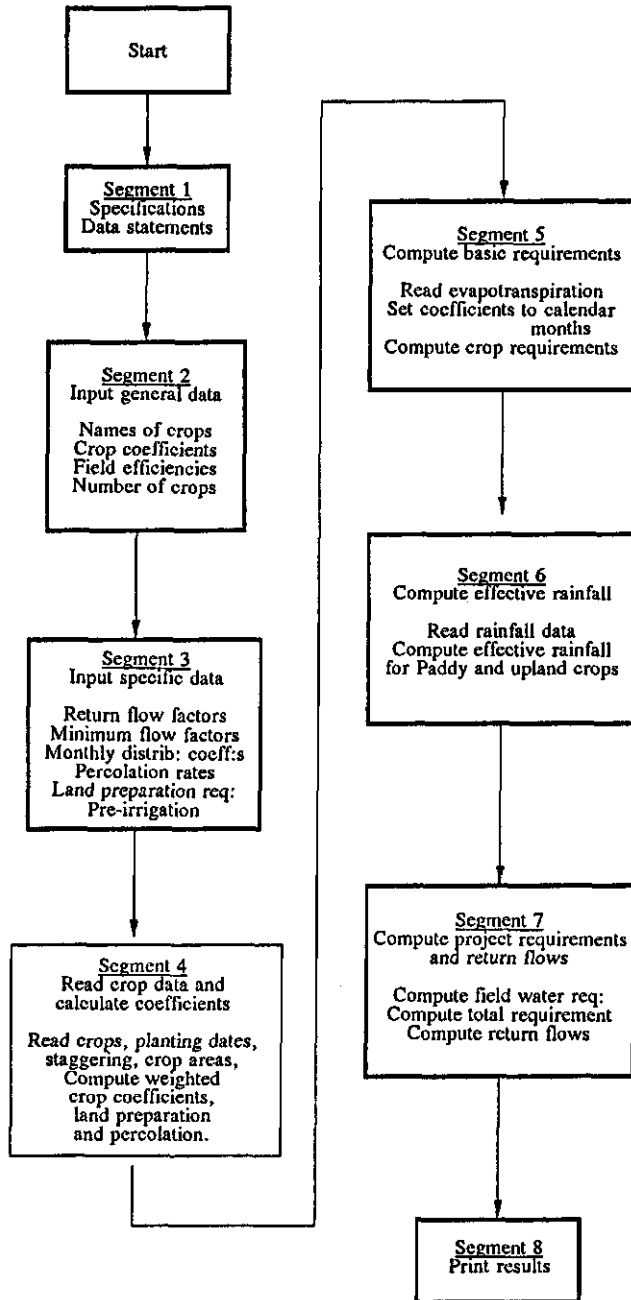 Start
Segment 1
Specifications
Data statements
Segment 2
Input general data
Names of crops
Crop coefficients
Field efficiencies
Number of crops
Segment 3
Input specific data
Return flow factors
Minimum flow factors
Monthly distrib: coeff:s
Percolation rates
Land preparation req:
Pre-irrigation
Segment 4
Read crop data and
calculate coefficients
Read crops, planting dates,
staggering, crop areas,
Compute weighted
crop coefficients,
land preparation
and percolation.
Segment 5
Compute basic requirements
Read evapotranspiration
Set coefficients to calendar
months
Compute crop requirements
Segment 6
Compute effective rainfall
Read rainfall data
Compute effective rainfall
for Paddy and upland crops
Segment 7
Compute project requirements
and return flows
Compute field water req:
Compute total requirement
Compute return flows
Segment 8
Print results